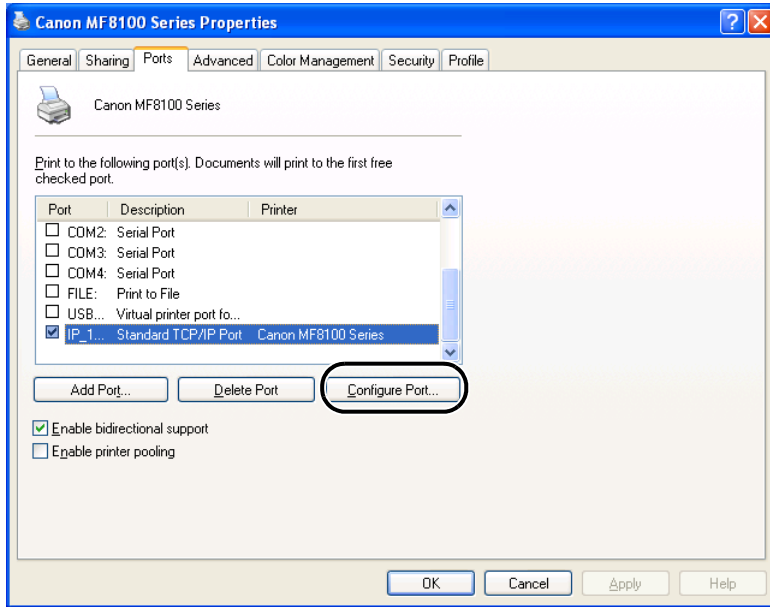 Canon MF8100 Series Properties
General Sharing Ports Advanced Color Management Security Profile
Canon MF8100 Series
Print to the following port(s). Documents will print to the first free
checked port.
Port Description Printer
COM2: Serial Port
COM3: Serial Port
COM4: Serial Port
FILE: Print to File
USB... Virtual printer port fo...
IP_1... Standard TCP/IP Port Canon MF8100 Series
Add Port... Delete Port Configure Port...
Enable bidirectional support
Enable printer pooling
OK Cancel Apply Help